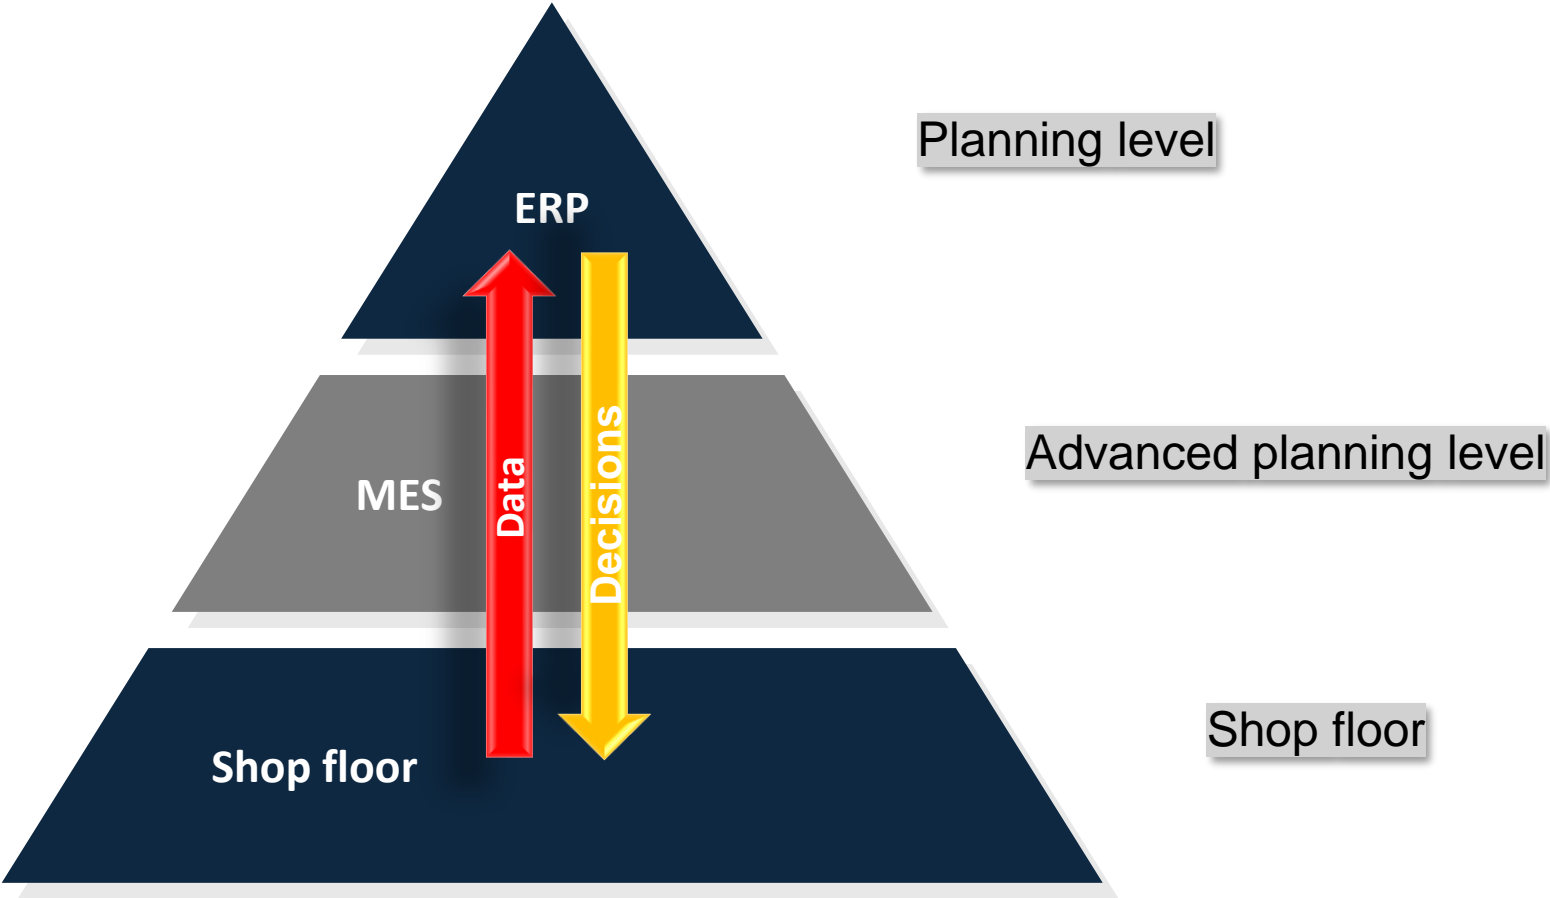 Planning level
ERP
Advanced planning level
MES
Data
Decisions
Shop floor
Shop floor